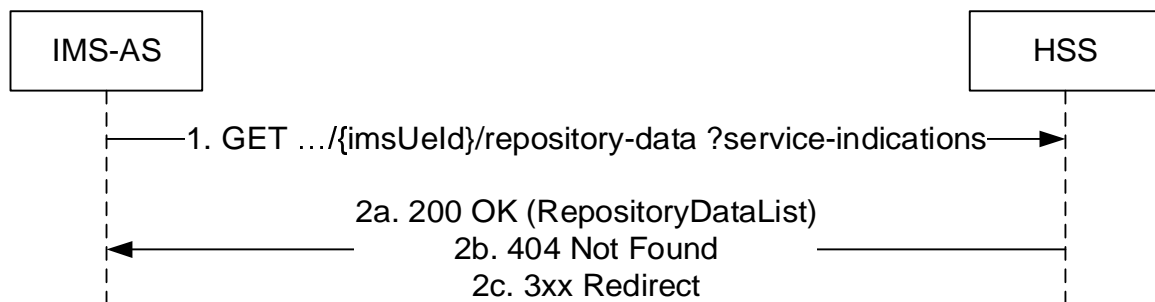 IMS-AS
HSS
1. GET …/{imsUeId}/repository-data ?service-indications
2a. 200 OK (RepositoryDataList)
2b. 404 Not Found
2c. 3xx Redirect